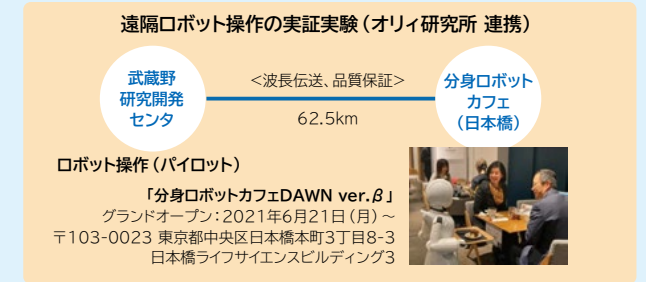 遠隔ロボット操作の実証実験（オリィ研究所 連携）
武蔵野
研究開発
センタ
＜波長伝送、品質保証＞
62.5km
分身ロボット
カフェ
（日本橋）
ロボット操作（パイロット）
「分身ロボットカフェDAWN ver.β」
グランドオープン：2021年6月21日（月）～
〒103-0023 東京都中央区日本橋本町3丁目8-3
日本橋ライフサイエンスビルディング3